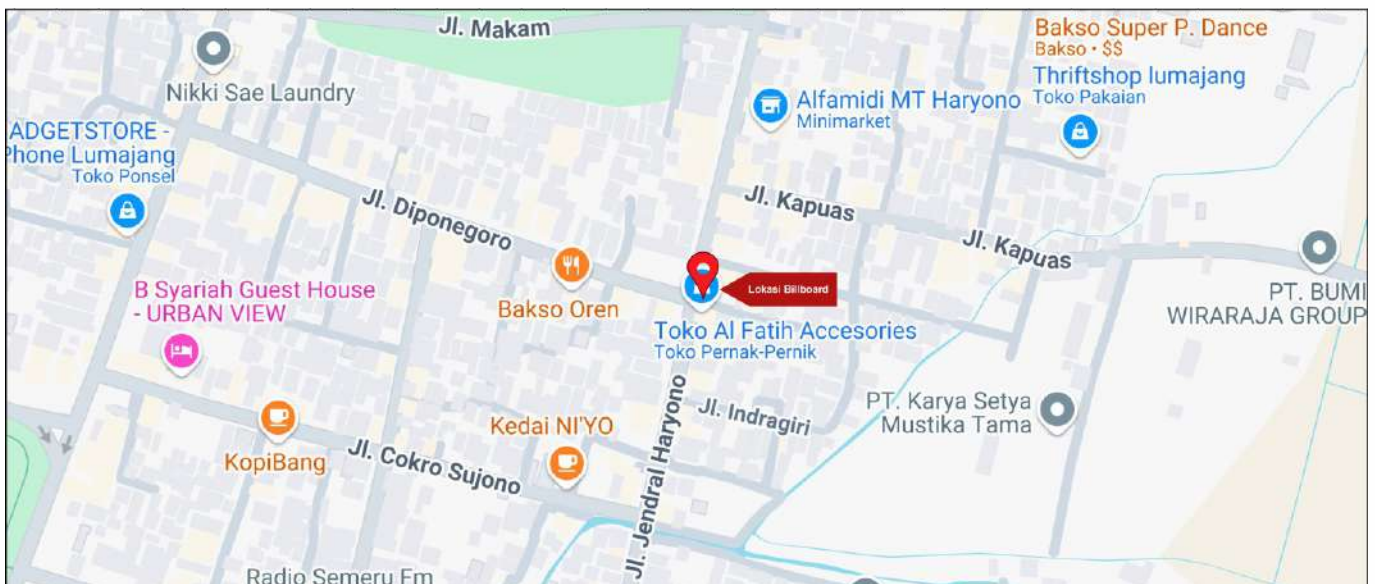 Jl. Makam
Bakso Super P. Dance
Bakso • $$
Nikki Sae Laundry
Thriftshop lumajang
Toko Pakaian
Alfamidi MT Haryono
Minimarket
ADGETSTORE -
Phone Lumajang
Toko Ponsel
Jl. Diponegoro
Jl. Kapuas
Jl. Kapuas
B Syariah Guest House
- URBAN VIEW
Bakso Oren
Lokasi Billboard
PT. BUMI
WIRARAJA GROUP
Toko Al Fatih Accesories
Toko Pernak-Pernik
Jl. Indragiri
PT. Karya Setya
Mustika Tama
Kedai NI'YO
KopiBang
Jl. Cokro Sujono
Jl. Jendral Haryono
Radio Semeru Fm